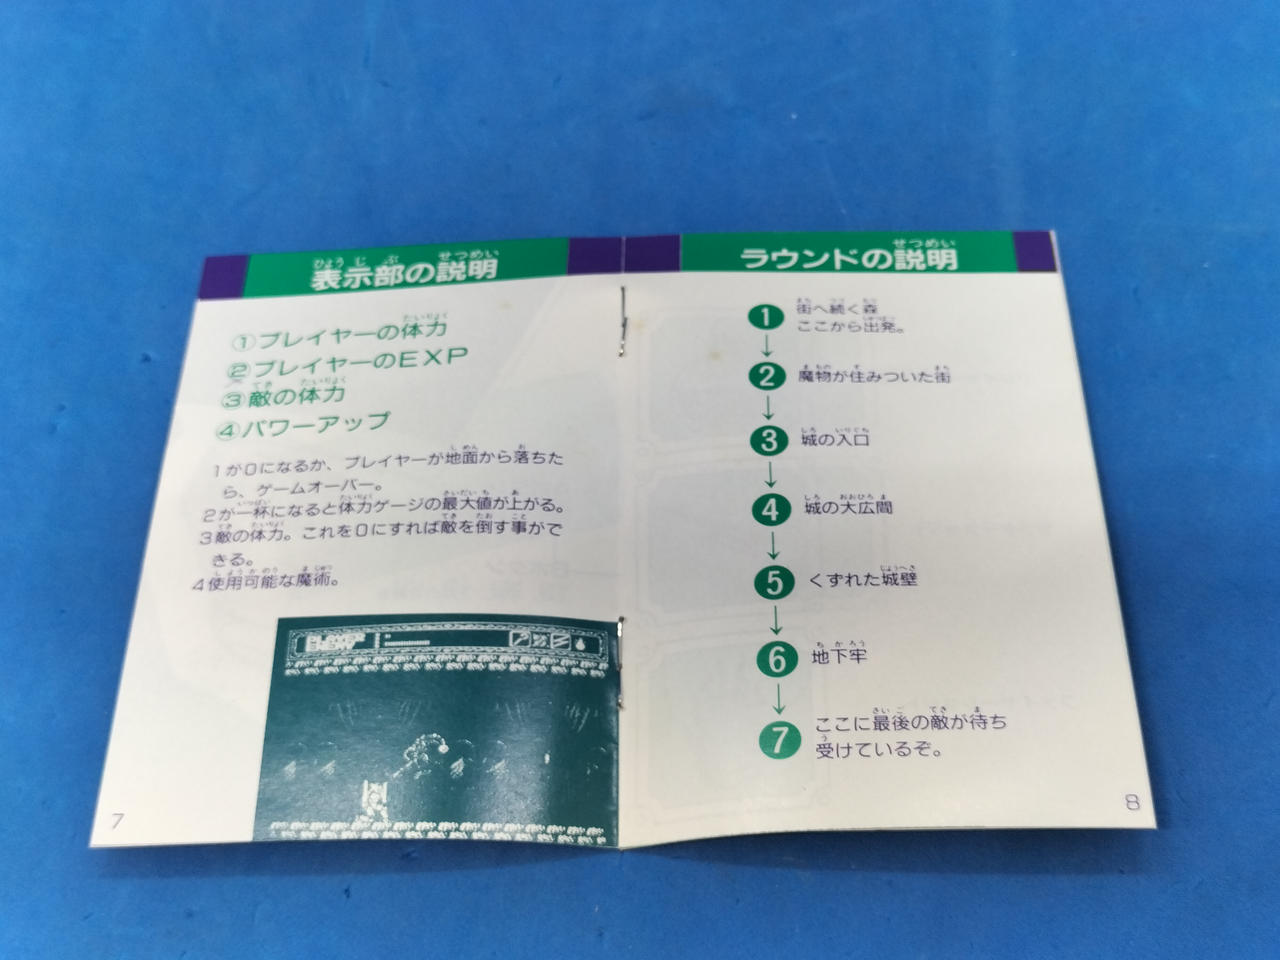 表示部の説明
①プレイヤーの体力
②プレイヤーのEXP
③敵の体力
④パワーアップ
1が0になるか、プレイヤーが地面から落ちた
ら、ゲームオーバー。
2が一杯になると体力ゲージの最大値が上がる。
3敵の体力。これを0にすれば敵を倒す事がで
きる。
4使用可能な魔術。
PLAYER
ENEMY
7
ラウンドの説明
1 街へ続く森
ここから出発。
2 魔物が住みついた街
3 城の入口
4 城の大広間
5 くずれた城壁
6 地下牢
7 ここに最後の敵が待ち
受けているぞ。
8